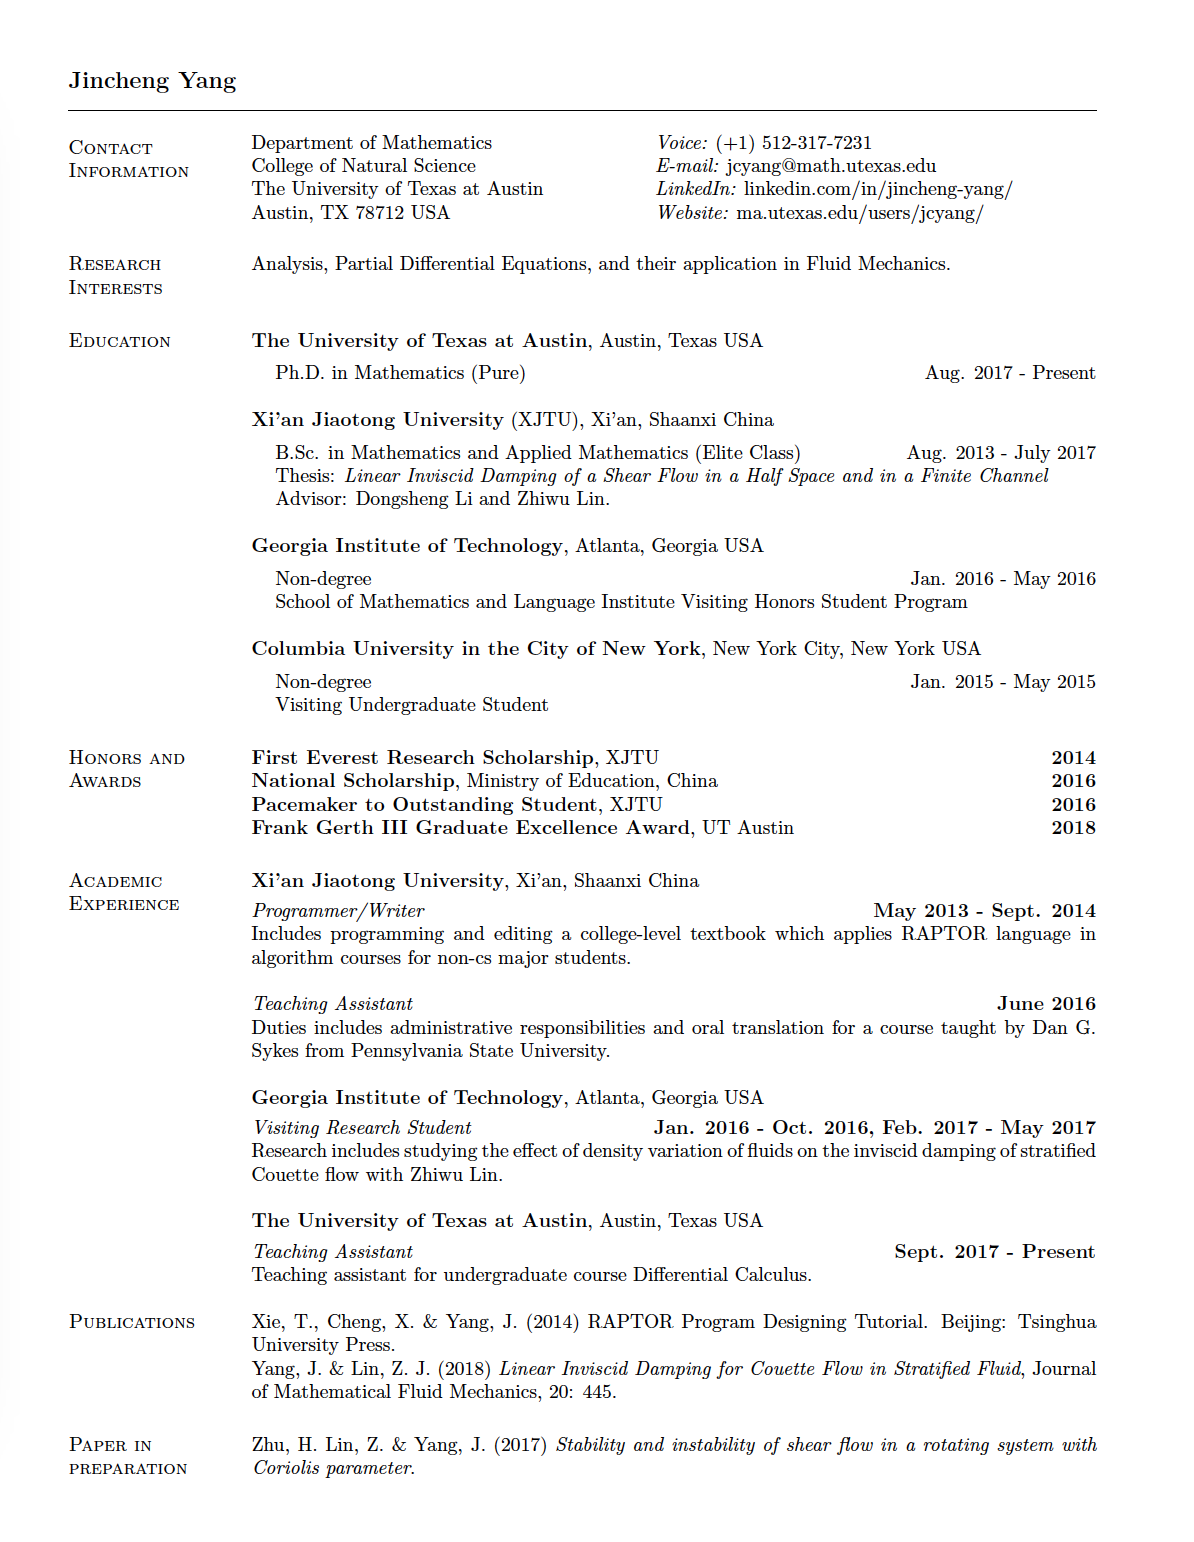 Jincheng Yang
Contact Information
Department of Mathematics
College of Natural Science
The University of Texas at Austin
Austin, TX 78712 USA
Voice: (+1) 512-317-7231
E-mail: jcyang@math.utexas.edu
LinkedIn: linkedin.com/in/jincheng-yang/
Website: ma.utexas.edu/users/jcyang/
Research Interests
Analysis, Partial Differential Equations, and their application in Fluid Mechanics.
Education
The University of Texas at Austin, Austin, Texas USA
Ph.D. in Mathematics (Pure) Aug. 2017 - Present
Xi'an Jiaotong University (XJTU), Xi'an, Shaanxi China
B.Sc. in Mathematics and Applied Mathematics (Elite Class) Aug. 2013 - July 2017
Thesis: Linear Inviscid Damping of a Shear Flow in a Half Space and in a Finite Channel
Advisor: Dongsheng Li and Zhiwu Lin.
Georgia Institute of Technology, Atlanta, Georgia USA
Non-degree Jan. 2016 - May 2016
School of Mathematics and Language Institute Visiting Honors Student Program
Columbia University in the City of New York, New York City, New York USA
Non-degree Jan. 2015 - May 2015
Visiting Undergraduate Student
Honors and Awards
First Everest Research Scholarship, XJTU 2014
National Scholarship, Ministry of Education, China 2016
Pacemaker to Outstanding Student, XJTU 2016
Frank Gerth III Graduate Excellence Award, UT Austin 2018
Academic Experience
Xi'an Jiaotong University, Xi'an, Shaanxi China
Programmer/Writer May 2013 - Sept. 2014
Includes programming and editing a college-level textbook which applies RAPTOR language in
algorithm courses for non-cs major students.
Teaching Assistant June 2016
Duties includes administrative responsibilities and oral translation for a course taught by Dan G.
Sykes from Pennsylvania State University.
Georgia Institute of Technology, Atlanta, Georgia USA
Visiting Research Student Jan. 2016 - Oct. 2016, Feb. 2017 - May 2017
Research includes studying the effect of density variation of fluids on the inviscid damping of stratified
Couette flow with Zhiwu Lin.
The University of Texas at Austin, Austin, Texas USA
Teaching Assistant Sept. 2017 - Present
Teaching assistant for undergraduate course Differential Calculus.
Publications
Xie, T., Cheng, X. & Yang, J. (2014) RAPTOR Program Designing Tutorial. Beijing: Tsinghua
University Press.
Yang, J. & Lin, Z. J. (2018) Linear Inviscid Damping for Couette Flow in Stratified Fluid, Journal
of Mathematical Fluid Mechanics, 20: 445.
Paper in preparation
Zhu, H. Lin, Z. & Yang, J. (2017) Stability and instability of shear flow in a rotating system with
Coriolis parameter.